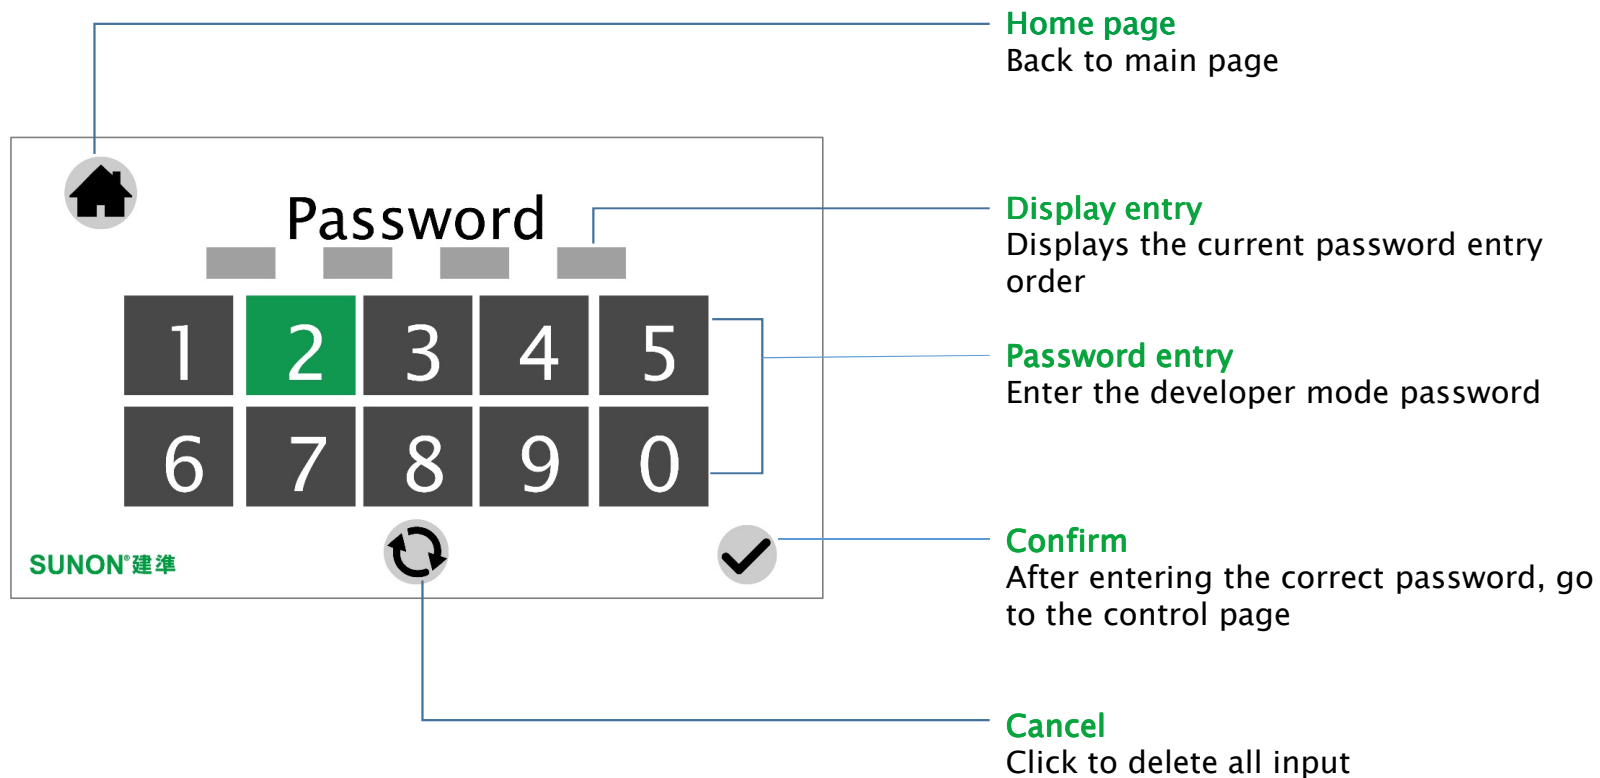 Home page
Back to main page
Password
Display entry
Displays the current password entry
order
1 2 3 4 5
6 7 8 9 0
Password entry
Enter the developer mode password
SUNON®建準
Confirm
After entering the correct password, go
to the control page
Cancel
Click to delete all input